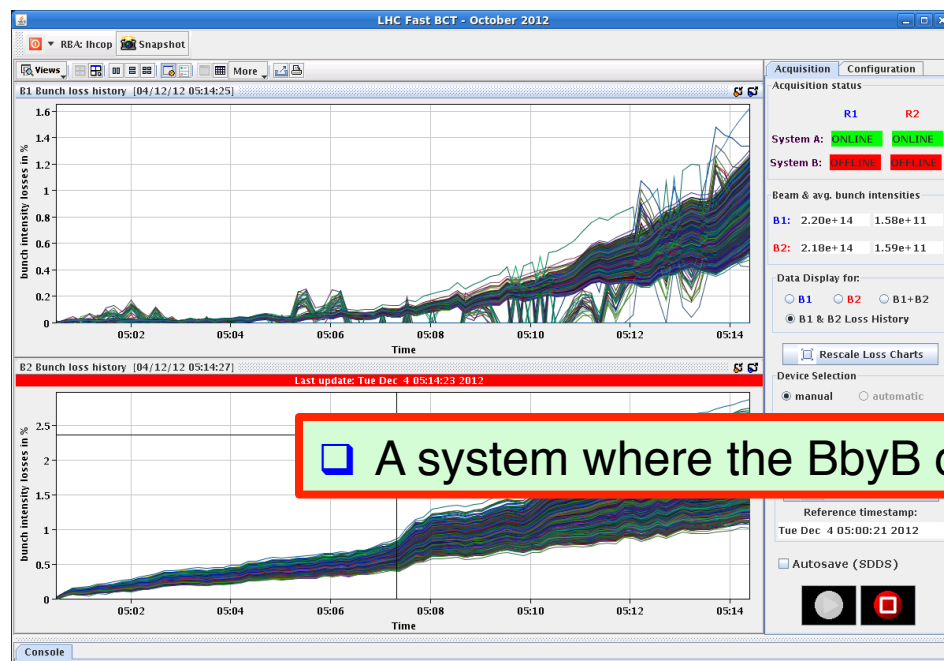 LHC Fast BCT - October 2012
RBA: lhcop Snapshot
Views More
B1 Bunch loss history [04/12/12 05:14:25]
bunch intensity losses in %
1.6
1.4
1.2
1
0.8
0.6
0.4
0.2
0
05:02 05:04 05:06 05:08 05:10 05:12 05:14
Time
B2 Bunch loss history [04/12/12 05:14:27]
Last update: Tue Dec 4 05:14:23 2012
bunch intensity losses in %
2.5
2
1.5
1
0.5
0
05:02 05:04 05:06 05:08 05:10 05:12 05:14
Time
A system where the BbyB
Acquisition Configuration
Acquisition status
R1 R2
System A: ONLINE ONLINE
System B: OFFLINE OFFLINE
Beam & avg. bunch intensities
B1: 2.20e+14 1.58e+11
B2: 2.18e+14 1.59e+11
Data Display for:
B1 B2 B1+B2
B1 & B2 Loss History
Rescale Loss Charts
Device Selection
manual automatic
Reference timestamp:
Tue Dec 4 05:00:21 2012
Autosave (SDDS)
Console